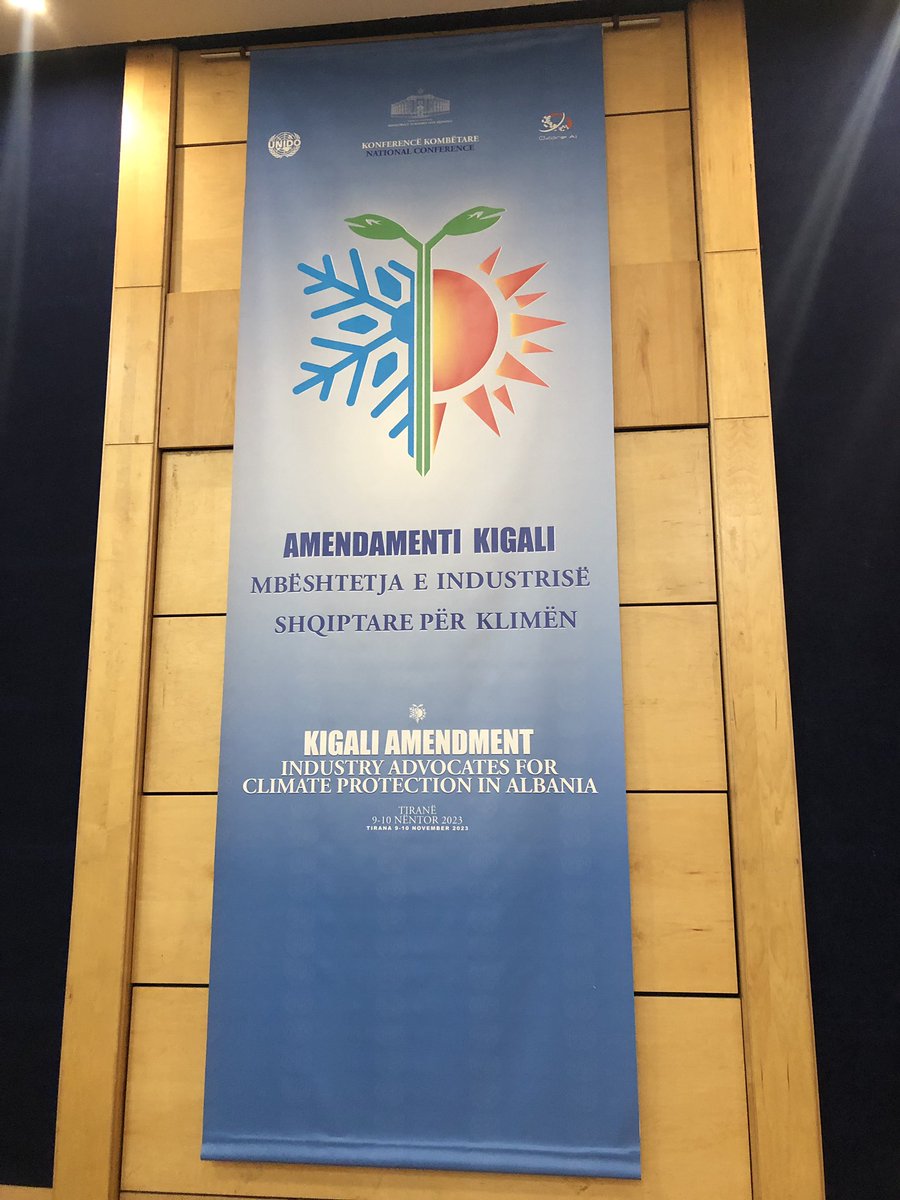 UNIDO
KONFERENCË KOMBËTARE
NATIONAL CONFERENCE
AMENDAMENTI KIGALI
MBËSHTETJA E INDUSTRISË
SHQIPTARE PËR KLIMËN
KIGALI AMENDMENT
INDUSTRY ADVOCATES FOR
CLIMATE PROTECTION IN ALBANIA
TIRANË
9-10 NËNTOR 2023
TIRANA 9-10 NOVEMBER 2023